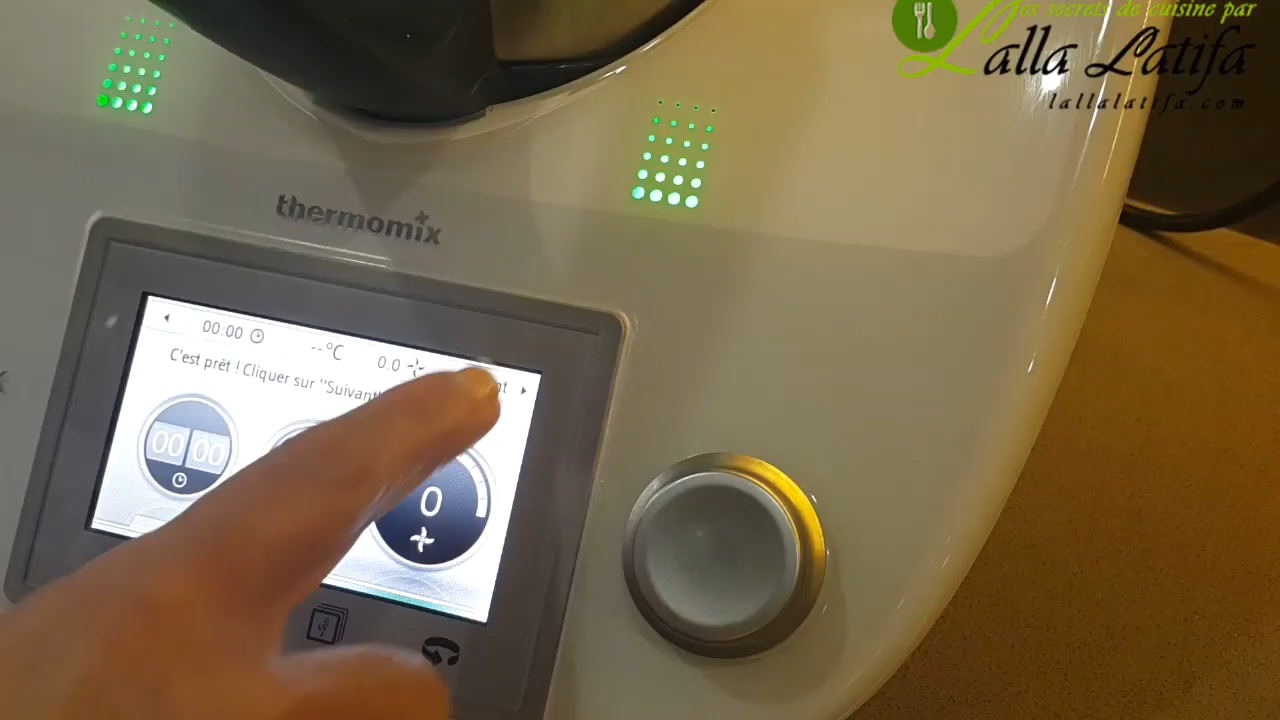 Les secrets de cuisine par
Lalla Latifa
lallalatifa.com
thermomix
00:00
--°C
0.0
C'est prêt ! Cliquer sur "Suivant"
00 00
0